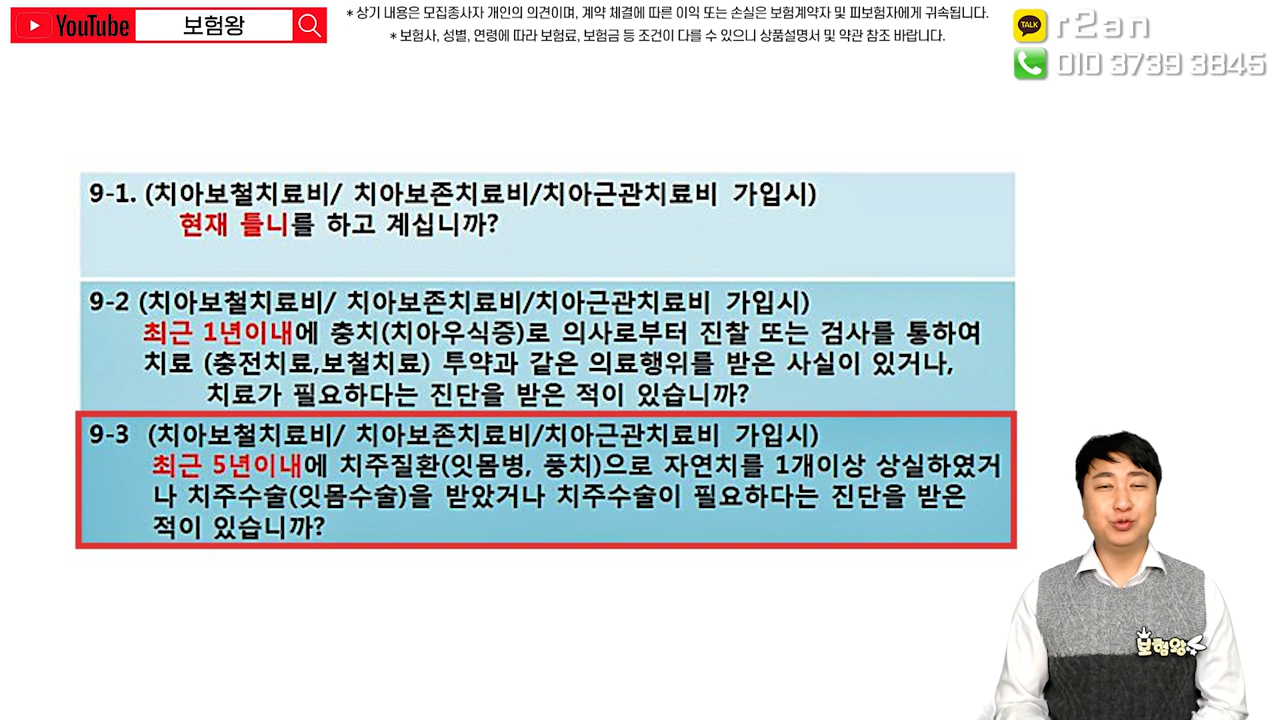 YouTube 보험왕
* 상기 내용은 모집종사자 개인의 의견이며, 계약 체결에 따른 이익 또는 손실은 보험계약자 및 피보험자에게 귀속됩니다.
* 보험사, 성별, 연령에 따라 보험료, 보험금 등 조건이 다를 수 있으니 상품설명서 및 약관 참조 바랍니다.
TALK r2an
010 3739 3845
9-1. (치아보철치료비/ 치아보존치료비/치아근관치료비 가입시)
현재 틀니를 하고 계십니까?
9-2 (치아보철치료비/ 치아보존치료비/치아근관치료비 가입시)
최근 1년이내에 충치(치아우식증)로 의사로부터 진찰 또는 검사를 통하여
치료 (충전치료,보철치료) 투약과 같은 의료행위를 받은 사실이 있거나,
치료가 필요하다는 진단을 받은 적이 있습니까?
9-3 (치아보철치료비/ 치아보존치료비/치아근관치료비 가입시)
최근 5년이내에 치주질환(잇몸병, 풍치)으로 자연치를 1개이상 상실하였거
나 치주수술(잇몸수술)을 받았거나 치주수술이 필요하다는 진단을 받은
적이 있습니까?
보험왕